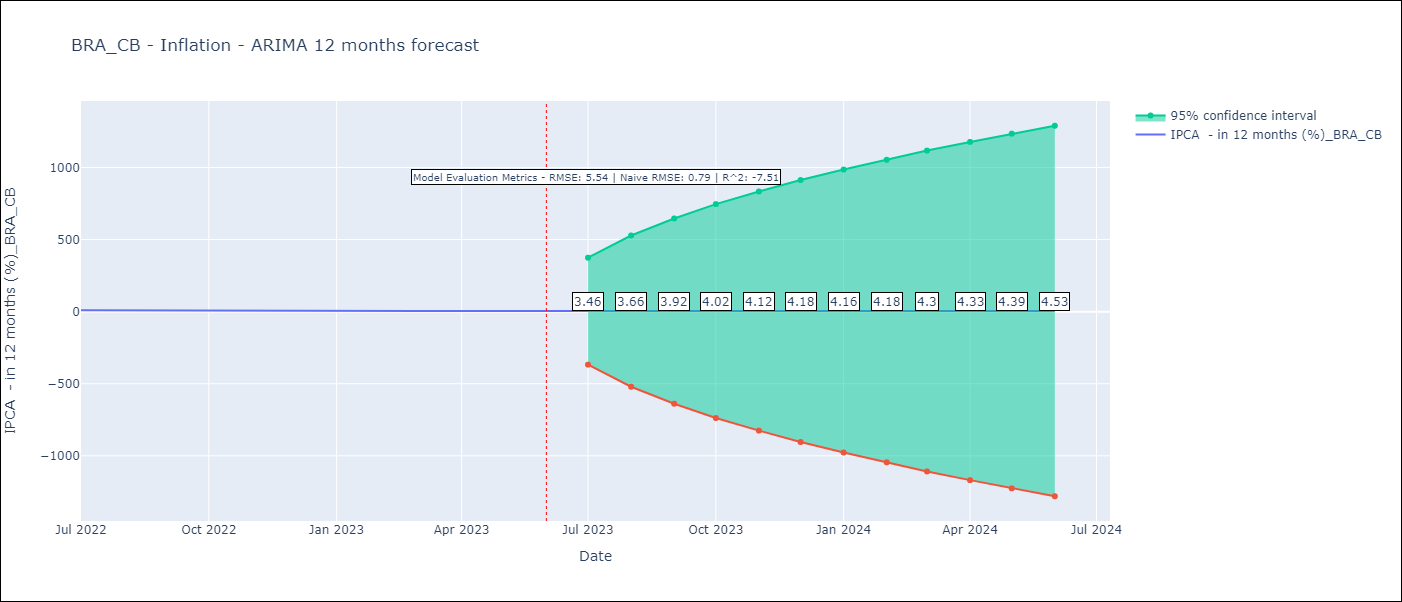 BRA_CB - Inflation - ARIMA 12 months forecast
95% confidence interval
IPCA - in 12 months (%)_BRA_CB
Model Evaluation Metrics - RMSE: 5.54 | Naive RMSE: 0.79 | R^2: -7.51
IPCA - in 12 months (%)_BRA_CB
1000
500
0
−500
−1000
3.46 3.66 3.92 4.02 4.12 4.18 4.16 4.18 4.3 4.33 4.39 4.53
Jul 2022 Oct 2022 Jan 2023 Apr 2023 Jul 2023 Oct 2023 Jan 2024 Apr 2024 Jul 2024
Date